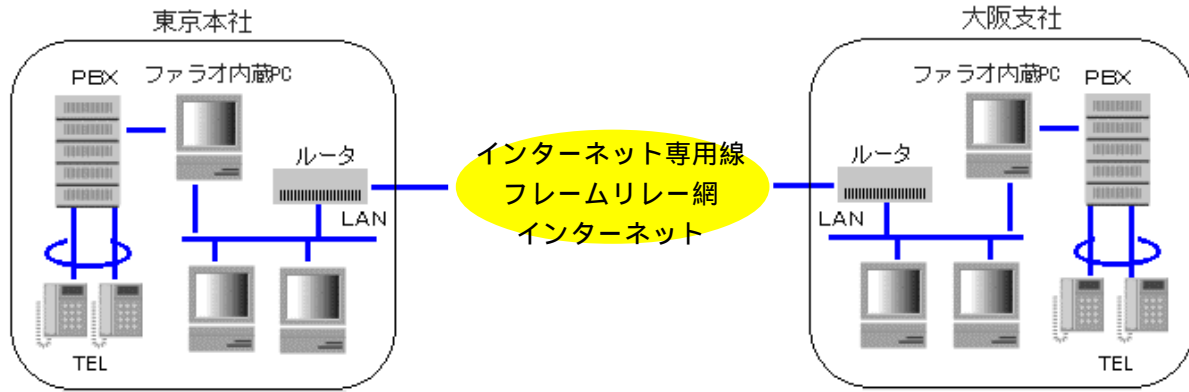 東京本社
PBX
ファラオ内蔵PC
ルータ
LAN
TEL
インターネット専用線
フレームリレー網
インターネット
大阪支社
ファラオ内蔵PC
PBX
ルータ
LAN
TEL